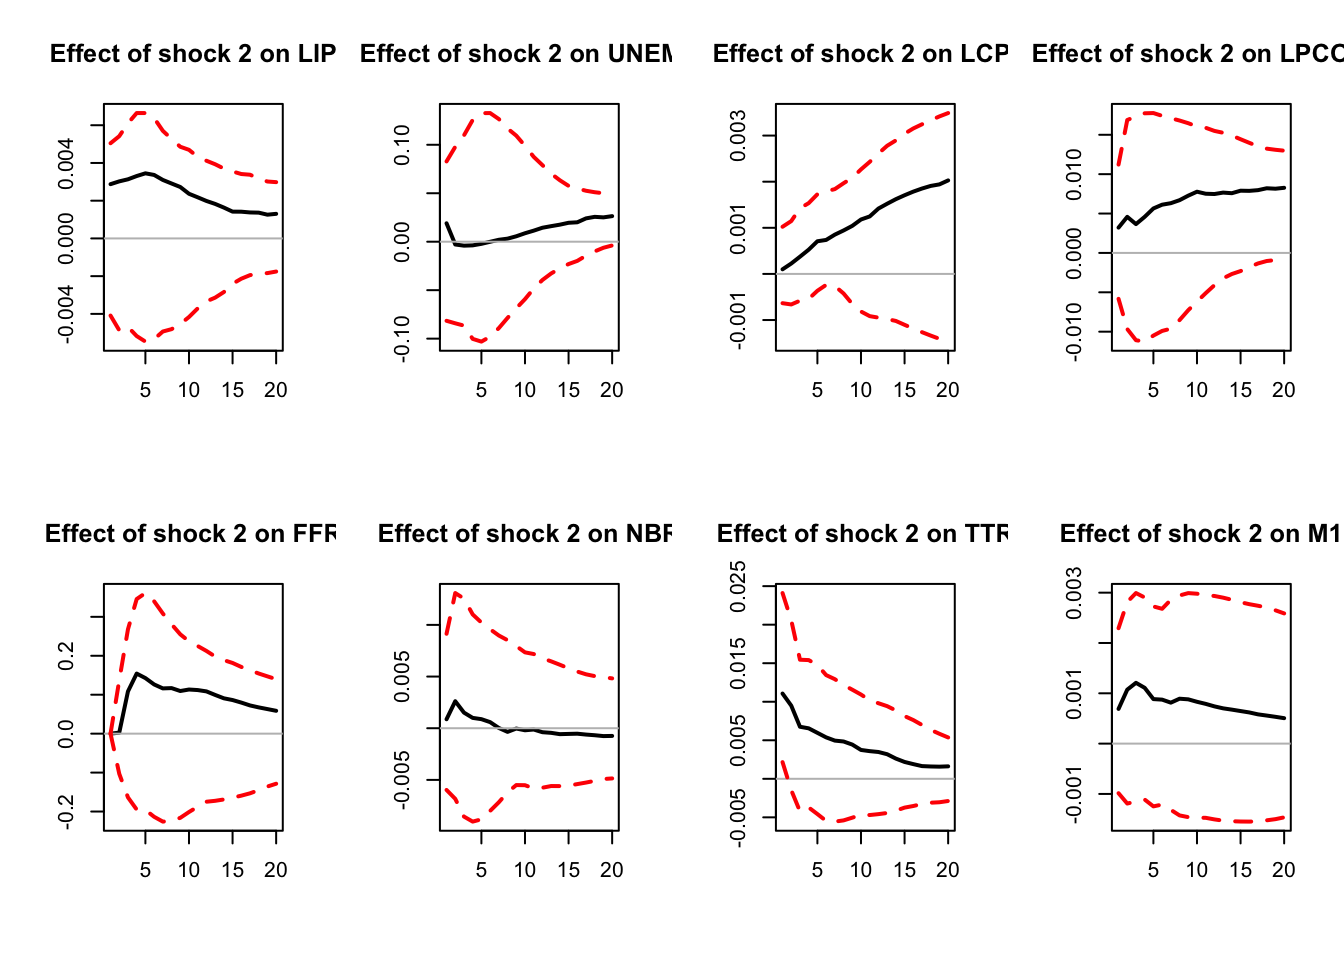 Effect of shock 2 on LIP
Effect of shock 2 on UNEM
Effect of shock 2 on LCP
Effect of shock 2 on LPCO
0.004
0.000
-0.004
5 10 15 20
0.10
0.00
-0.10
5 10 15 20
0.003
0.001
-0.001
5 10 15 20
0.010
0.000
-0.010
5 10 15 20
Effect of shock 2 on FFR
Effect of shock 2 on NBR
Effect of shock 2 on TTR
Effect of shock 2 on M1
0.2
0.0
-0.2
5 10 15 20
0.005
-0.005
5 10 15 20
0.025
0.015
0.005
-0.005
5 10 15 20
0.003
0.001
-0.001
5 10 15 20